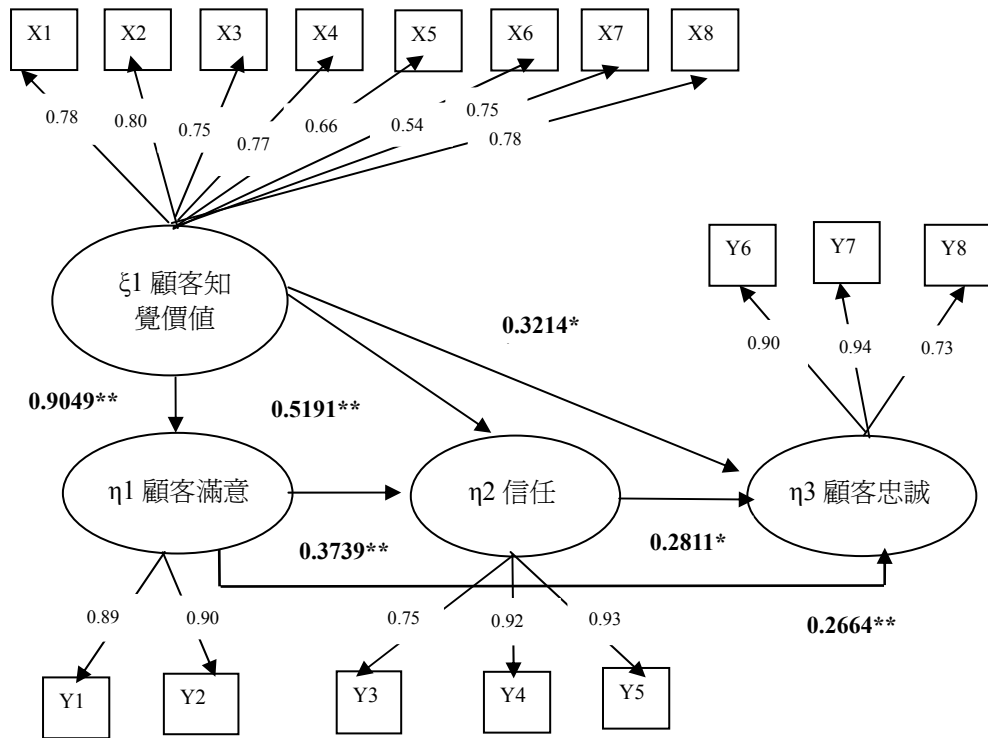 X1
X2
X3
X4
X5
X6
X7
X8
0.78
0.80
0.75
0.77
0.66
0.54
0.75
0.78
ξ1 顧客知
覺價值
Y6
Y7
Y8
0.3214*
0.90
0.94
0.73
0.9049**
0.5191**
η1 顧客滿意
η2 信任
η3 顧客忠誠
0.3739**
0.2811*
0.89
0.90
0.75
0.92
0.93
0.2664**
Y1
Y2
Y3
Y4
Y5